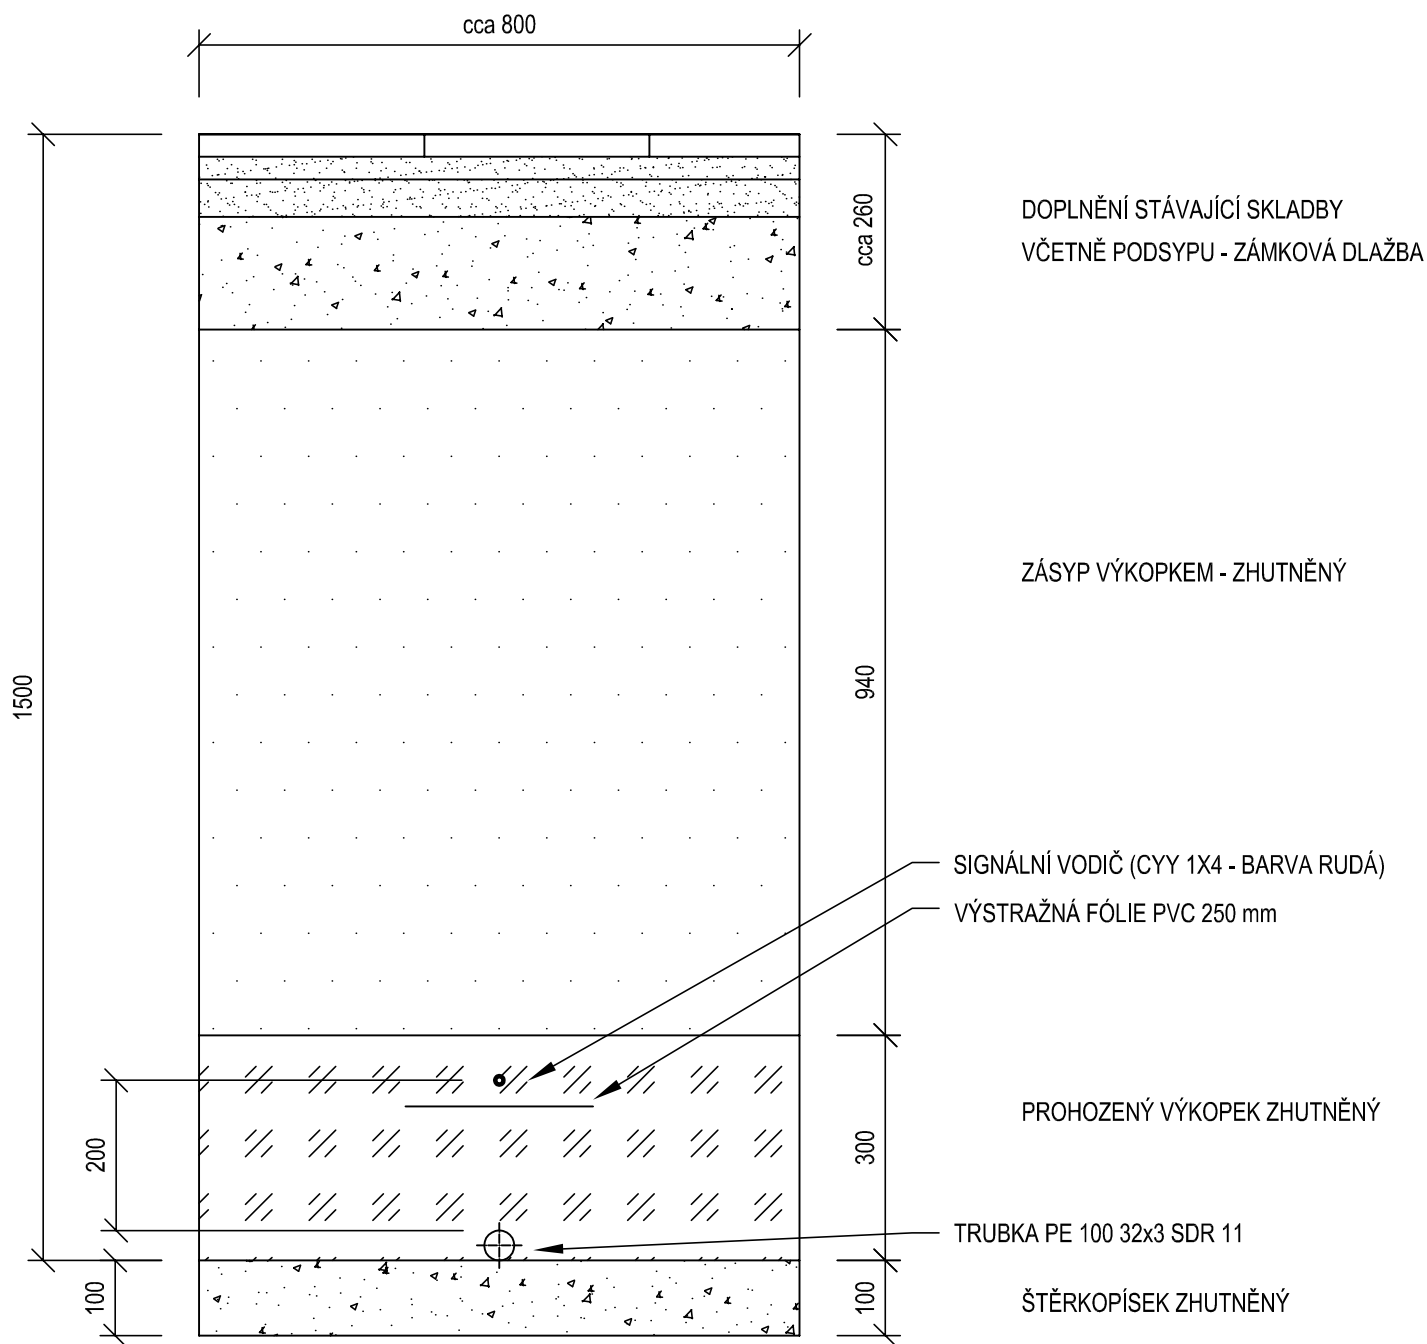 cca 800
cca 260
DOPLNĚNÍ STÁVAJÍCÍ SKLADBY
VČETNĚ PODSYPU - ZÁMKOVÁ DLAŽBA
ZÁSYP VÝKOPKEM - ZHUTNĚNÝ
1500
940
SIGNÁLNÍ VODIČ (CYY 1X4 - BARVA RUDÁ)
VÝSTRAŽNÁ FÓLIE PVC 250 mm
PROHOZENÝ VÝKOPEK ZHUTNĚNÝ
200
300
TRUBKA PE 100 32x3 SDR 11
100
100
ŠTĚRKOPÍSEK ZHUTNĚNÝ